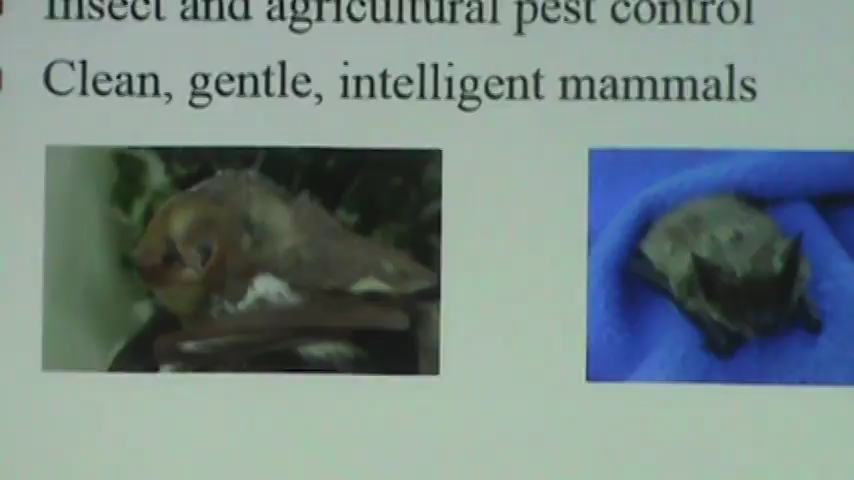 Insect and agricultural pest control
Clean, gentle, intelligent mammals